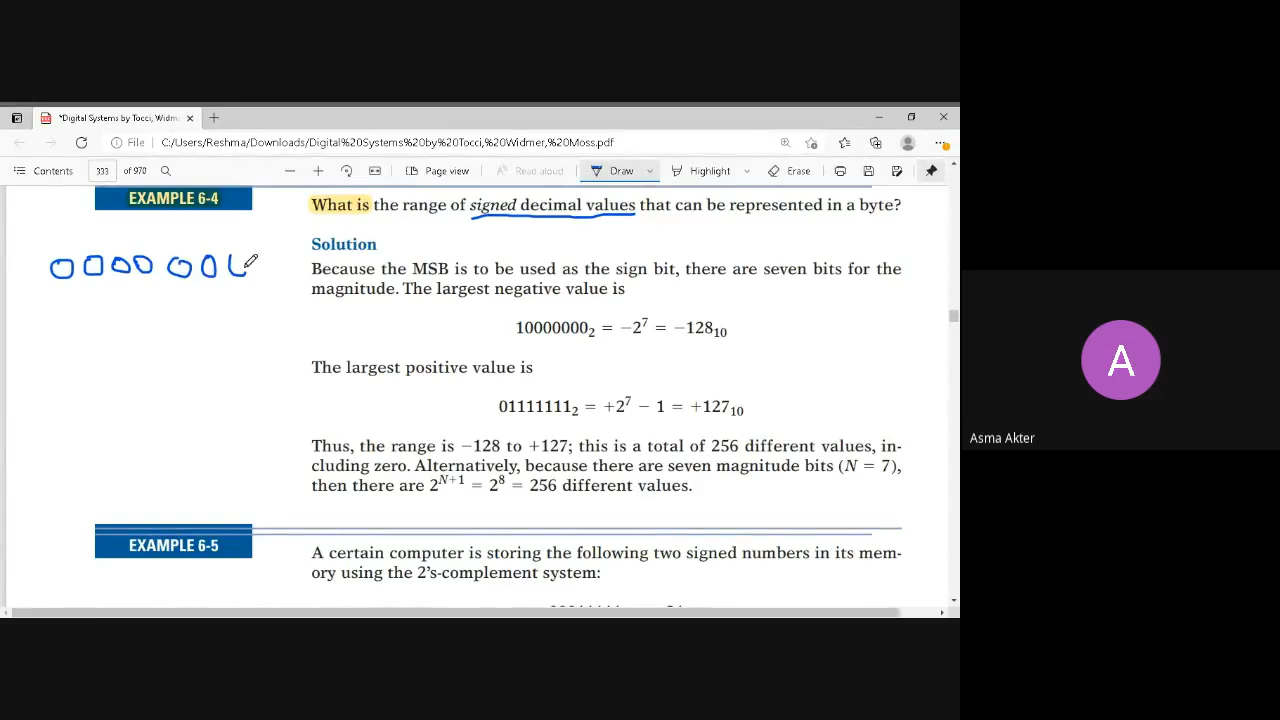 *Digital Systems by Tocci, Widme
File C:/Users/Reshma/Downloads/Digital%20Systems%20by%20Tocci,%20Widmer,%20Moss.pdf
Contents 333 of 970 Page view Read aloud Draw Highlight Erase
EXAMPLE 6-4
What is the range of signed decimal values that can be represented in a byte?
Solution
0000 00
Because the MSB is to be used as the sign bit, there are seven bits for the
magnitude. The largest negative value is
10000000₂ = −2⁷ = −128₁₀
The largest positive value is
01111111₂ = +2⁷ − 1 = +127₁₀
Thus, the range is −128 to +127; this is a total of 256 different values, in-
cluding zero. Alternatively, because there are seven magnitude bits (N = 7),
then there are 2ᴺ⁺¹ = 2⁸ = 256 different values.
EXAMPLE 6-5
A certain computer is storing the following two signed numbers in its mem-
ory using the 2's-complement system:
A
Asma Akter